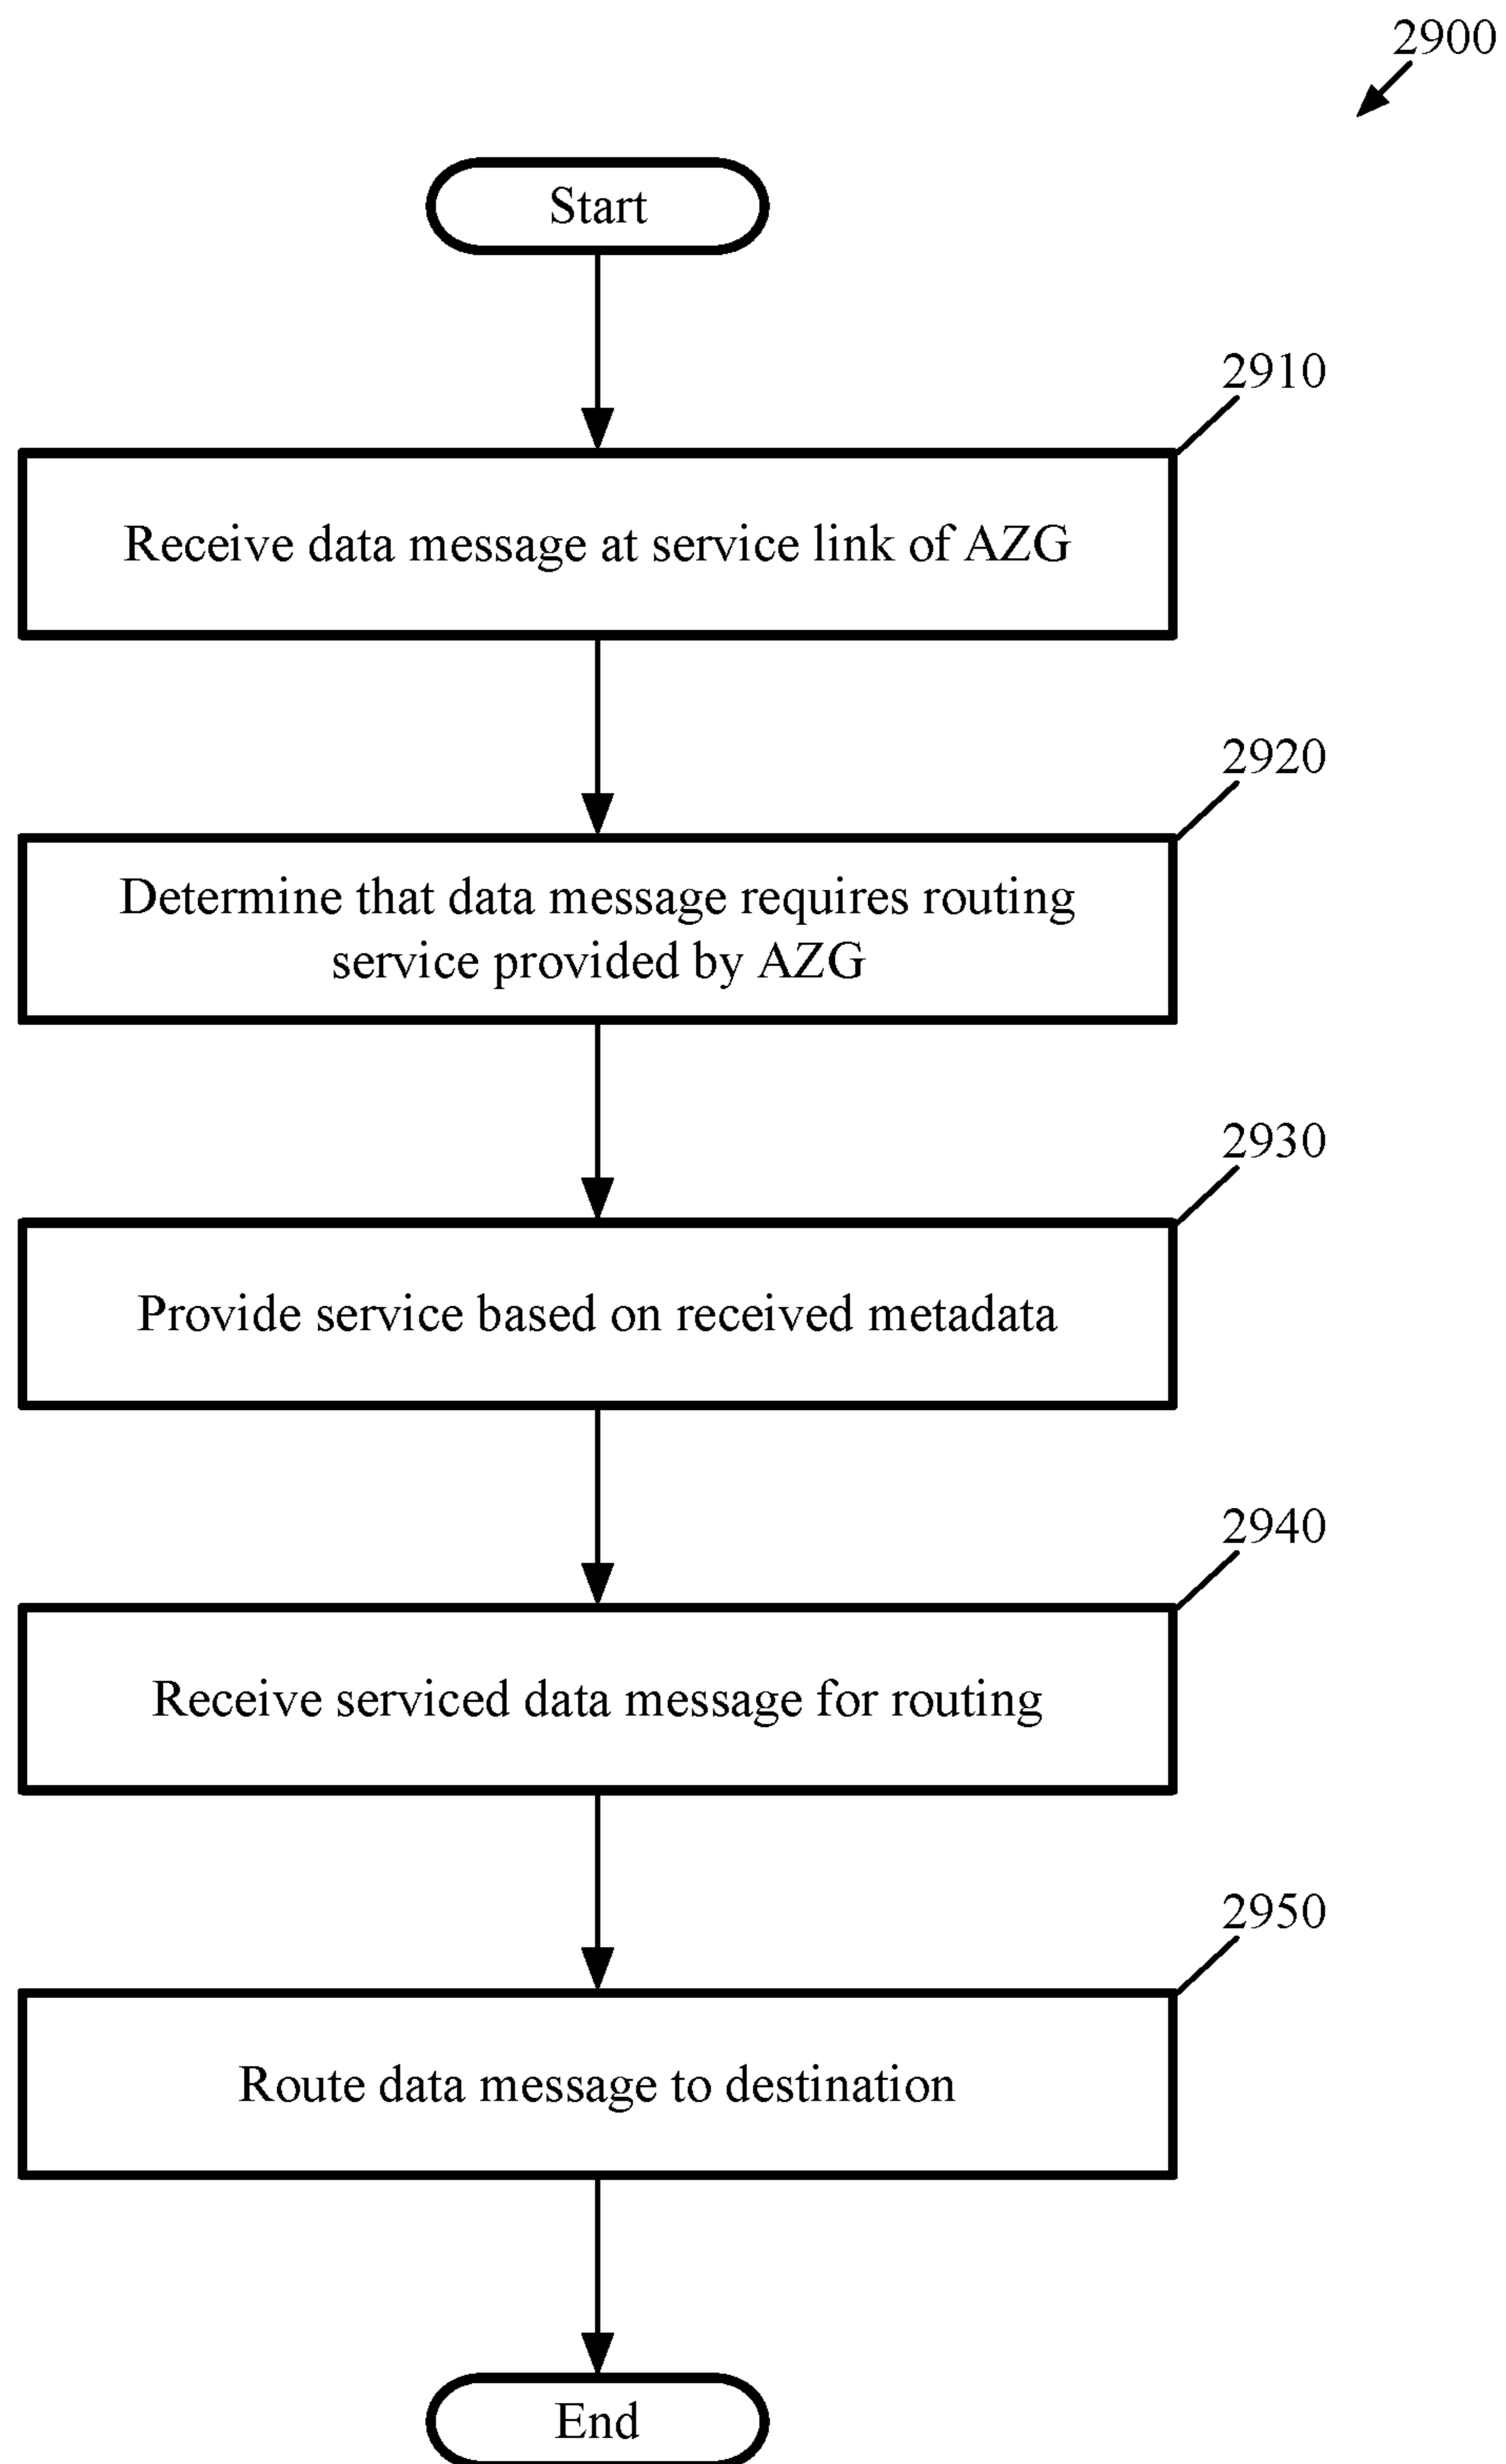 2900
Start
2910
Receive data message at service link of AZG
2920
Determine that data message requires routing
service provided by AZG
2930
Provide service based on received metadata
2940
Receive serviced data message for routing
2950
Route data message to destination
End